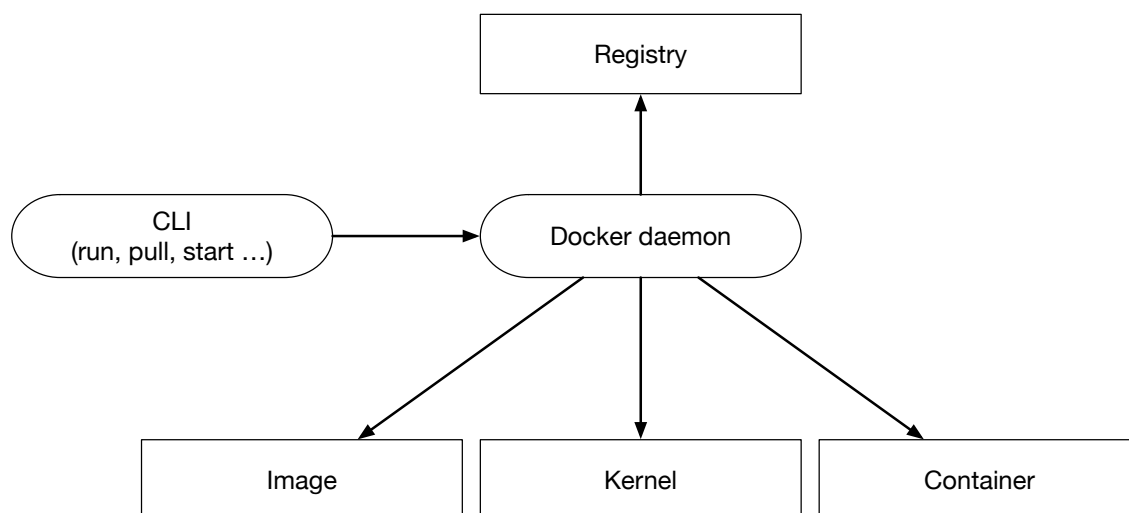 Registry
CLI
(run, pull, start …)
Docker daemon
Image
Kernel
Container